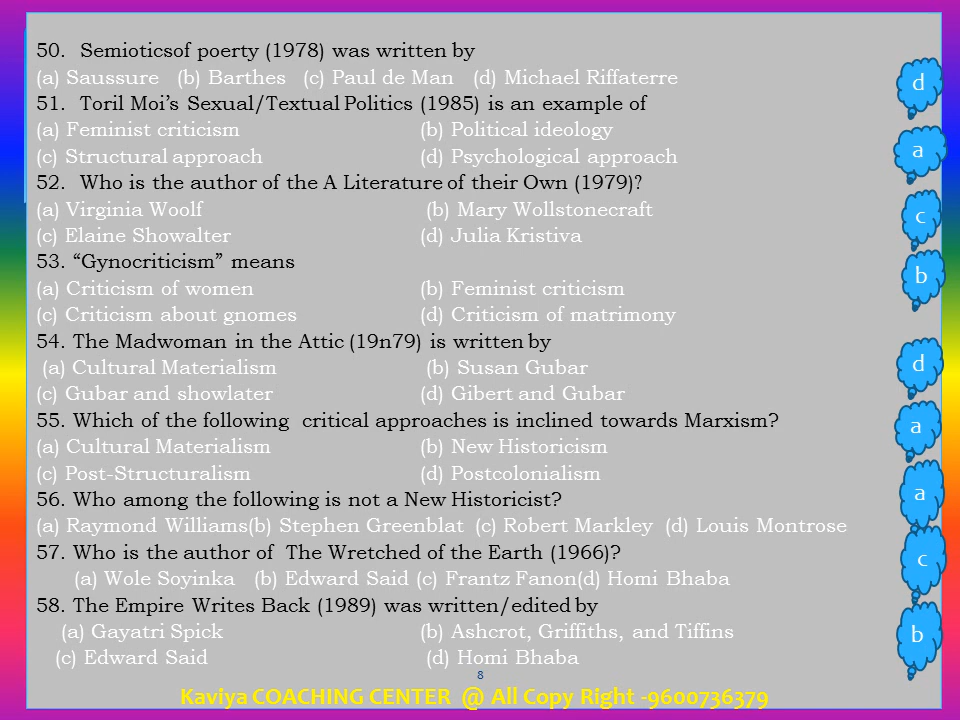 50.  Semioticsof poerty (1978) was written by
(a) Saussure   (b) Barthes   (c) Paul de Man   (d) Michael Riffaterre
d
51.  Toril Moi's Sexual/Textual Politics (1985) is an example of
(a) Feminist criticism (b) Political ideology
(c) Structural approach (d) Psychological approach
a
52.  Who is the author of the A Literature of their Own (1979)?
(a) Virginia Woolf (b) Mary Wollstonecraft
(c) Elaine Showalter (d) Julia Kristiva
c
53. “Gynocriticism” means
(a) Criticism of women (b) Feminist criticism
(c) Criticism about gnomes (d) Criticism of matrimony
b
54. The Madwoman in the Attic (19n79) is written by
(a) Cultural Materialism (b) Susan Gubar
(c) Gubar and showlater (d) Gibert and Gubar
d
55. Which of the following  critical approaches is inclined towards Marxism?
(a) Cultural Materialism (b) New Historicism
(c) Post-Structuralism (d) Postcolonialism
a
56. Who among the following is not a New Historicist?
(a) Raymond Williams(b) Stephen Greenblat  (c) Robert Markley  (d) Louis Montrose
a
57. Who is the author of  The Wretched of the Earth (1966)?
(a) Wole Soyinka   (b) Edward Said (c) Frantz Fanon(d) Homi Bhaba
c
58. The Empire Writes Back (1989) was written/edited by
(a) Gayatri Spick (b) Ashcrot, Griffiths, and Tiffins
(c) Edward Said (d) Homi Bhaba
b
8
Kaviya COACHING CENTER @ All Copy Right -9600736379